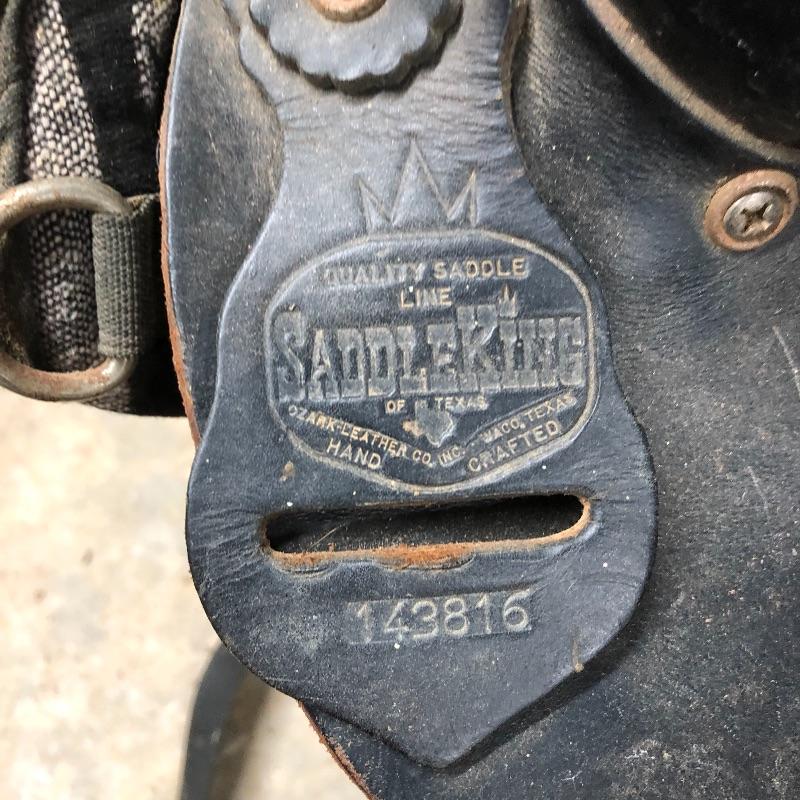 QUALITY SADDLE
LINE
SADDLEKING
OF TEXAS
OZARK-LEATHER CO. INC. WACO, TEXAS
HAND CRAFTED
143816